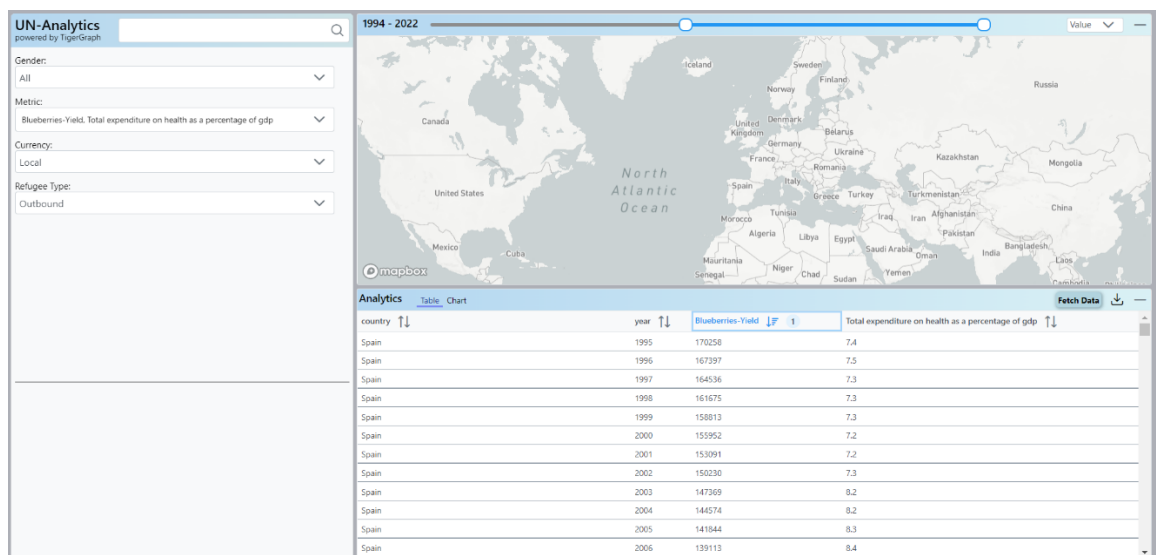 UN-Analytics
powered by TigerGraph
Gender:
All
Metric:
Blueberries-Yield, Total expenditure on health as a percentage of gdp
Currency:
Local
Refugee Type:
Outbound
1994 - 2022
Value
Iceland
Sweden
Finland
Norway
Russia
Canada
United Kingdom
Denmark
Belarus
Germany
Ukraine
France
Romania
Kazakhstan
Mongolia
North
Atlantic
Ocean
United States
Spain
Italy
Greece
Turkey
Turkmenistan
China
Morocco
Tunisia
Iraq
Iran
Afghanistan
Algeria
Libya
Egypt
Pakistan
Mexico
Cuba
Saudi Arabia
Oman
India
Bangladesh
Laos
Mauritania
Niger
Chad
Sudan
Yemen
Senegal
Cambodia
mapbox
Analytics Table Chart Fetch Data
country year Blueberries-Yield 1 Total expenditure on health as a percentage of gdp
Spain 1995 170258 7.4
Spain 1996 167397 7.5
Spain 1997 164536 7.3
Spain 1998 161675 7.3
Spain 1999 158813 7.3
Spain 2000 155952 7.2
Spain 2001 153091 7.2
Spain 2002 150230 7.3
Spain 2003 147369 8.2
Spain 2004 144574 8.2
Spain 2005 141844 8.3
Spain 2006 139113 8.4